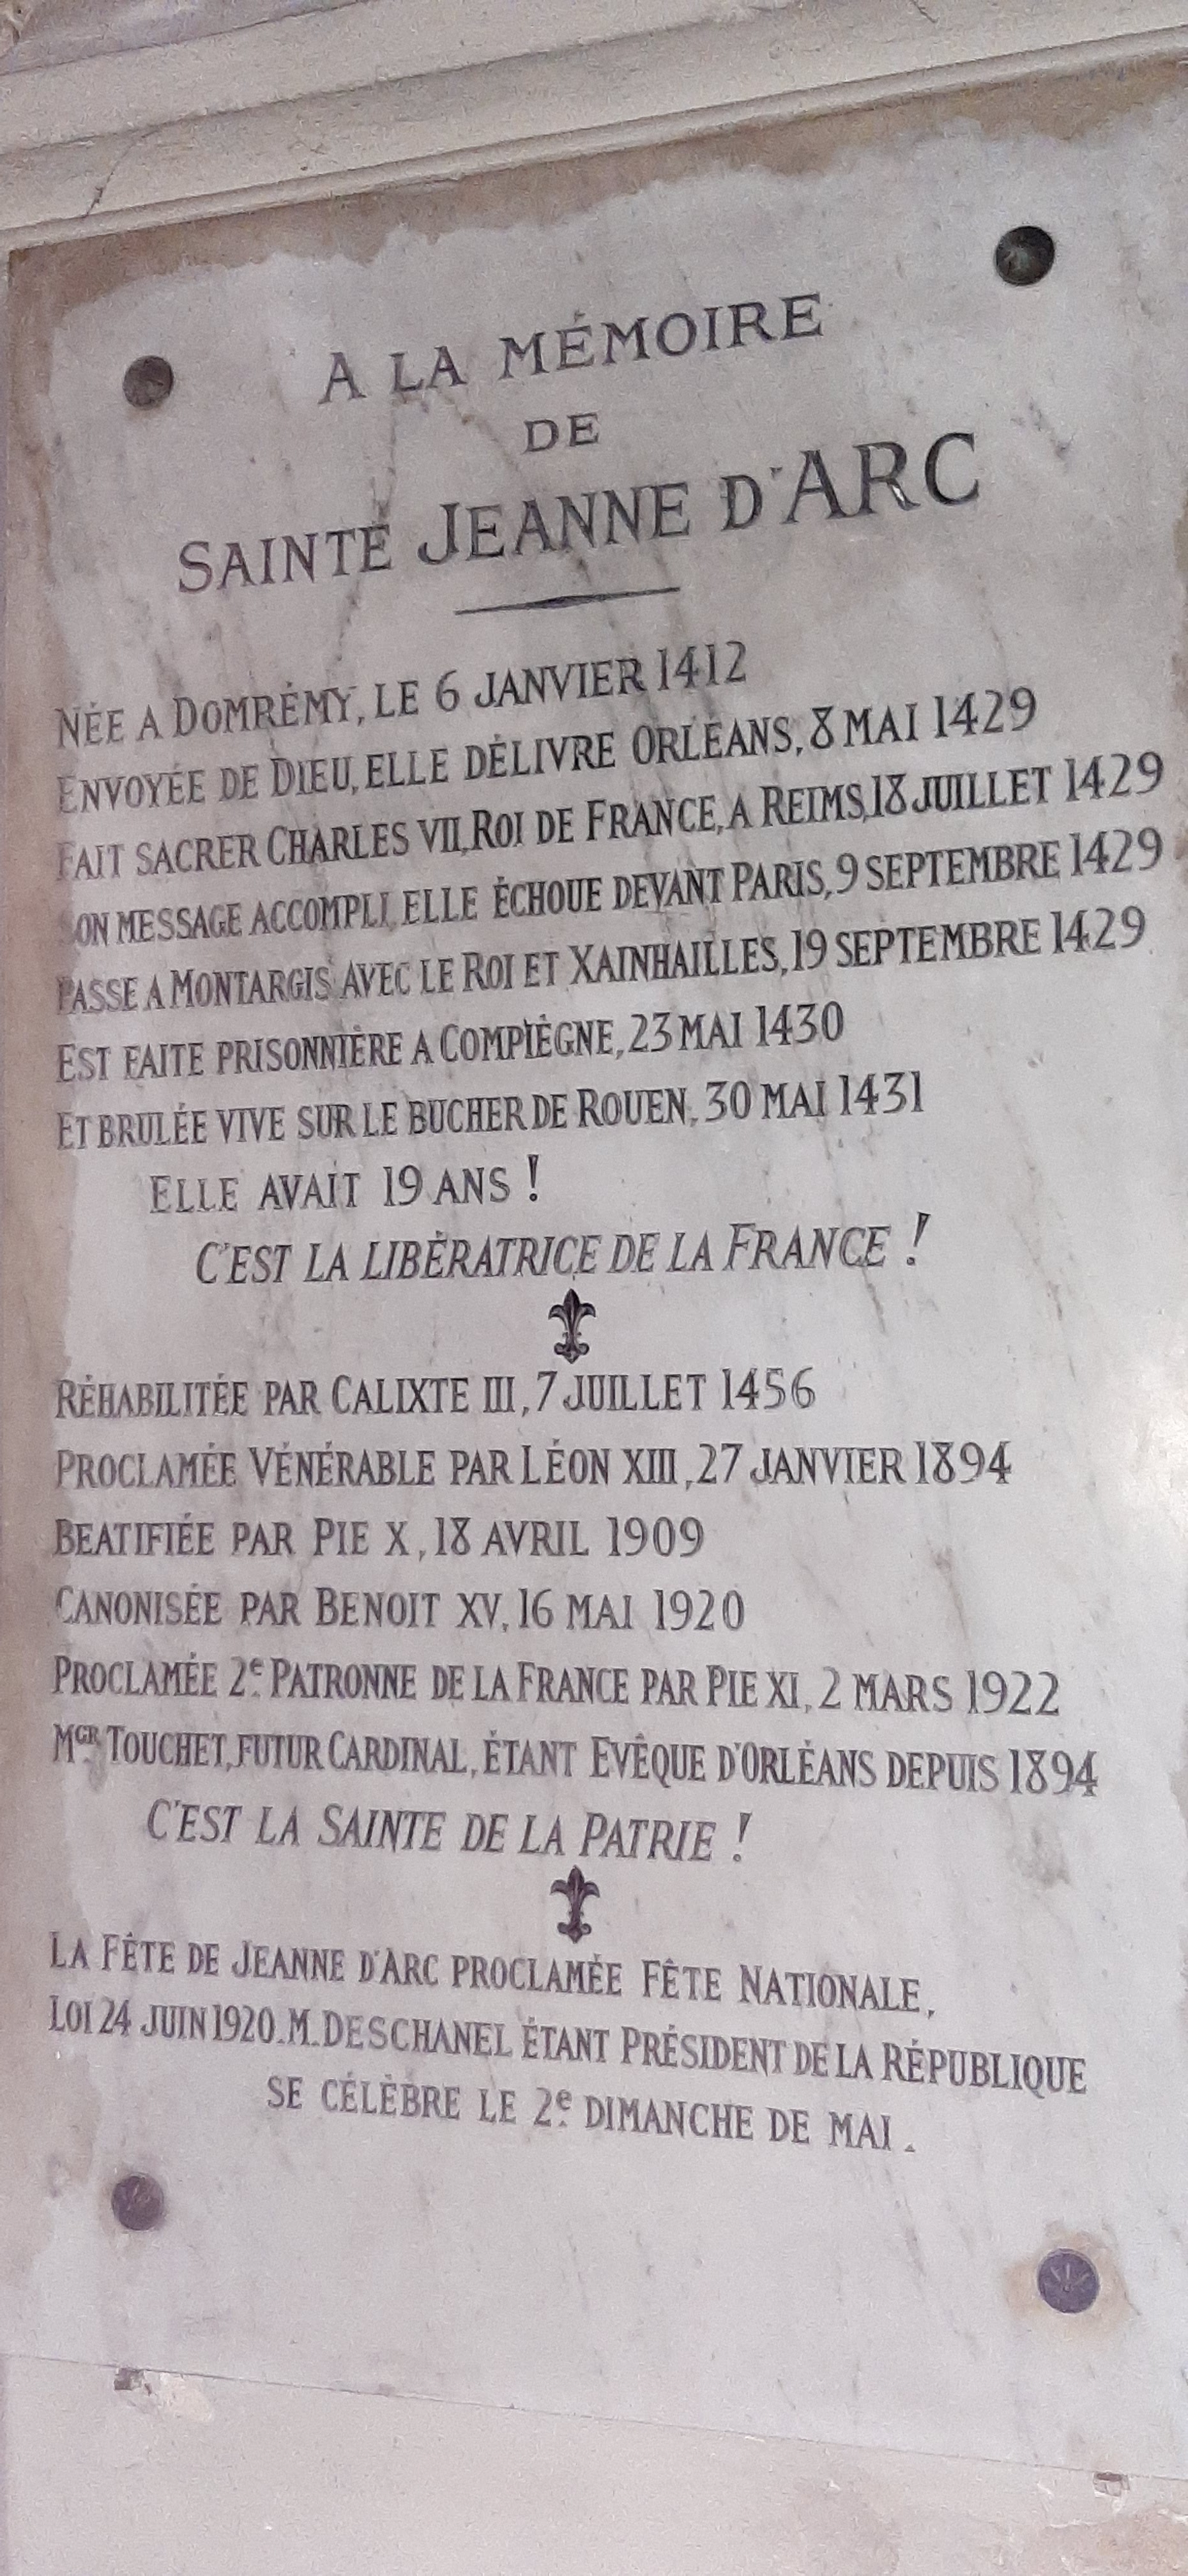 A LA MÉMOIRE
DE
SAINTE JEANNE D'ARC
NÉE A DOMRÉMY, LE 6 JANVIER 1412
ENVOYÉE DE DIEU, ELLE DÉLIVRE ORLÉANS, 8 MAI 1429
FAIT SACRER CHARLES VII, ROI DE FRANCE, A REIMS, 18 JUILLET 1429
SON MESSAGE ACCOMPLI, ELLE ÉCHOUE DEVANT PARIS, 9 SEPTEMBRE 1429
PASSE A MONTARGIS AVEC LE ROI ET XAINHAILLES, 19 SEPTEMBRE 1429
EST FAITE PRISONNIÈRE A COMPIÈGNE, 23 MAI 1430
ET BRULÉE VIVE SUR LE BUCHER DE ROUEN, 30 MAI 1431
ELLE AVAIT 19 ANS !
C'EST LA LIBÉRATRICE DE LA FRANCE !
RÉHABILITÉE PAR CALIXTE III, 7 JUILLET 1456
PROCLAMÉE VÉNÉRABLE PAR LÉON XIII, 27 JANVIER 1894
BEATIFIÉE PAR PIE X, 18 AVRIL 1909
CANONISÉE PAR BENOIT XV, 16 MAI 1920
PROCLAMÉE 2e PATRONNE DE LA FRANCE PAR PIE XI, 2 MARS 1922
MGR TOUCHET, FUTUR CARDINAL, ÉTANT EVÊQUE D'ORLÉANS DEPUIS 1894
C'EST LA SAINTE DE LA PATRIE !
LA FÊTE DE JEANNE D'ARC PROCLAMÉE FÊTE NATIONALE,
LOI 24 JUIN 1920. M. DESCHANEL ÉTANT PRÉSIDENT DE LA RÉPUBLIQUE
SE CÉLÈBRE LE 2e DIMANCHE DE MAI.